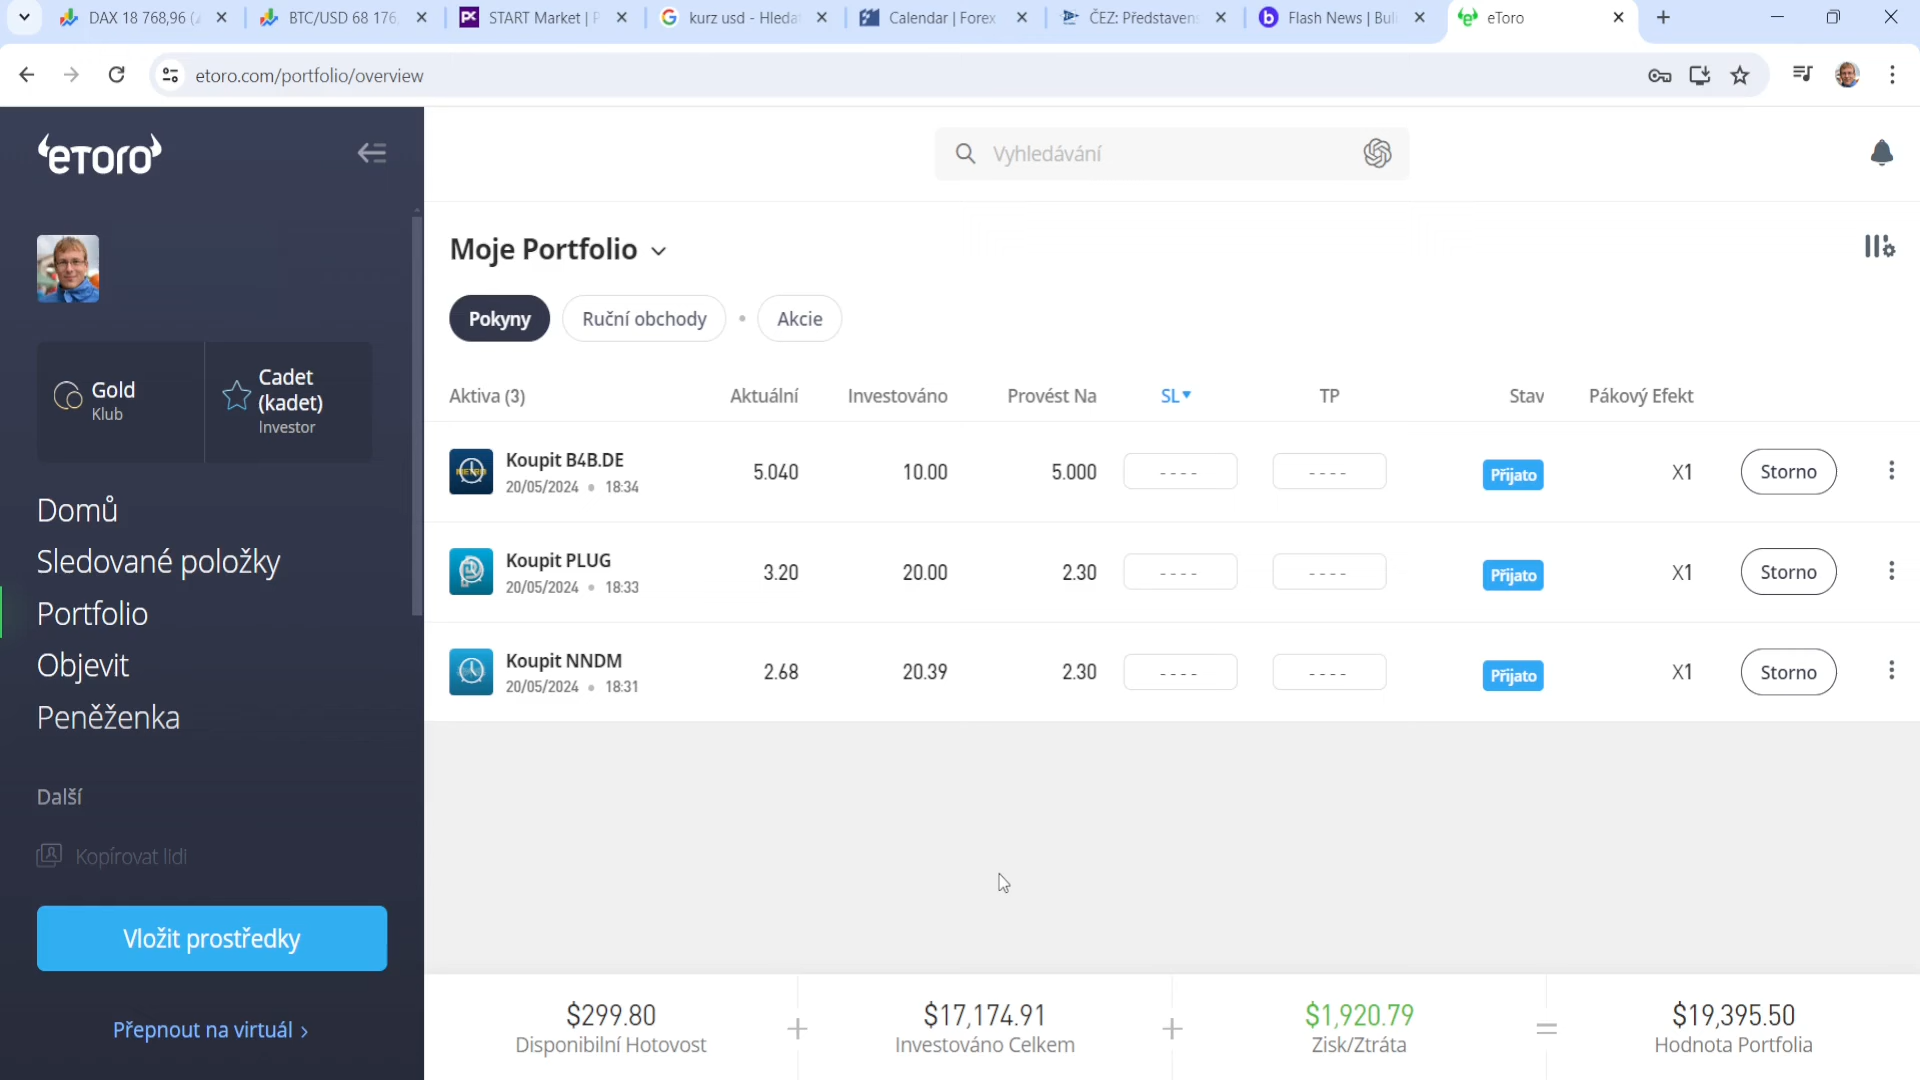 DAX 18 768,96 (
BTC/USD 68 176,
START Market | P
kurz usd - Hleda
Calendar | Forex
ČEZ: Představen
Flash News | Bul
eToro
etoro.com/portfolio/overview
eToro
Vyhledávání
Gold
Klub
Cadet
(kadet)
Investor
Domů
Sledované položky
Portfolio
Objevit
Peněženka
Další
Kopírovat lidi
Vložit prostředky
Přepnout na virtuál >
Moje Portfolio
Pokyny Ruční obchody • Akcie
Aktiva (3) Aktuální Investováno Provést Na SL▼ TP Stav Pákový Efekt
Koupit B4B.DE 5.040 10.00 5.000 ---- ---- Přijato X1 Storno
20/05/2024 • 18:34
Koupit PLUG 3.20 20.00 2.30 ---- ---- Přijato X1 Storno
20/05/2024 • 18:33
Koupit NNDM 2.68 20.39 2.30 ---- ---- Přijato X1 Storno
20/05/2024 • 18:31
$299.80 + $17,174.91 + $1,920.79 = $19,395.50
Disponibilní Hotovost Investováno Celkem Zisk/Ztráta Hodnota Portfolia